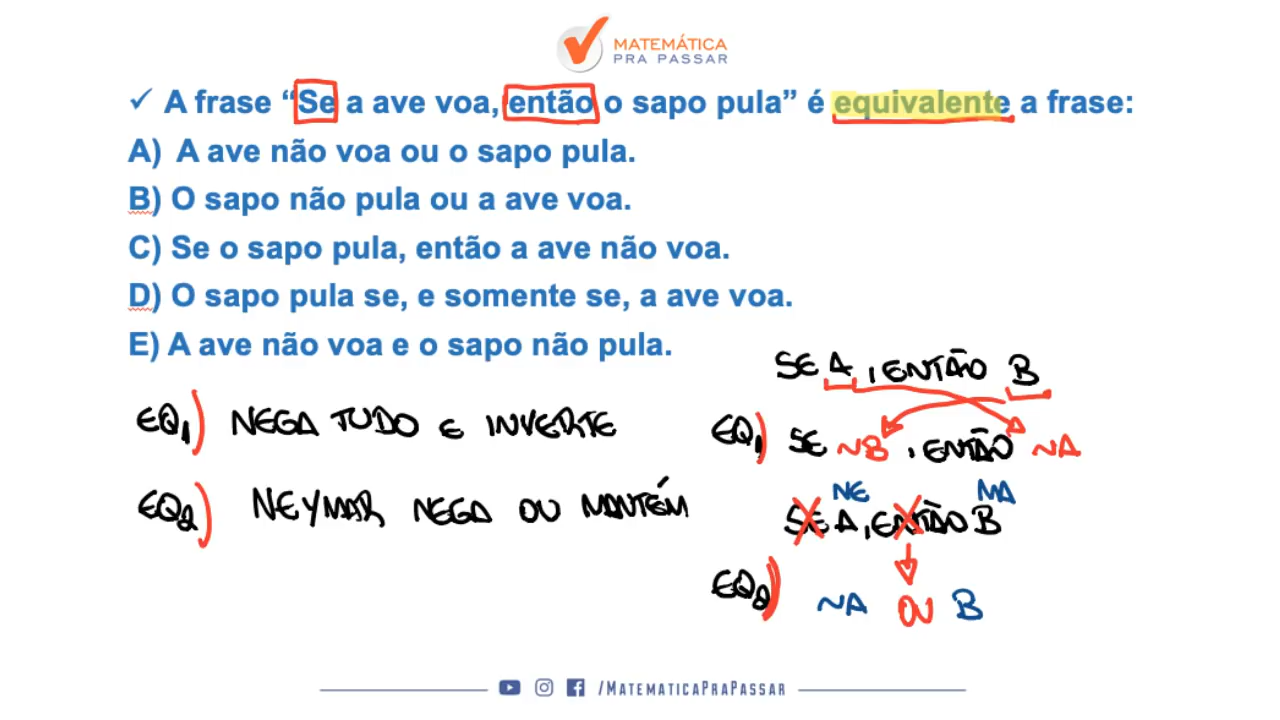 MATEMÁTICA
PRA PASSAR
✓ A frase “Se a ave voa, então o sapo pula” é equivalente a frase:
A) A ave não voa ou o sapo pula.
B) O sapo não pula ou a ave voa.
C) Se o sapo pula, então a ave não voa.
D) O sapo pula se, e somente se, a ave voa.
E) A ave não voa e o sapo não pula.
SE A, ENTÃO B
EQ1) NEGA TUDO E INVERTE
EQ1) SE NB, ENTÃO NA
EQ2) NEYMAR NEGA OU MANTÉM
NE MA
SE A, ENTÃO B
EQ2) NA OU B
/MATEMATICAPRAPASSAR